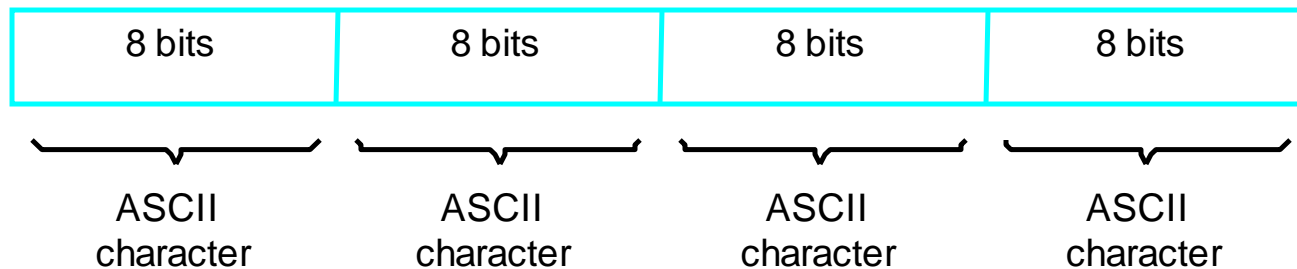 8 bits 8 bits 8 bits 8 bits
ASCII ASCII ASCII ASCII
character character character character